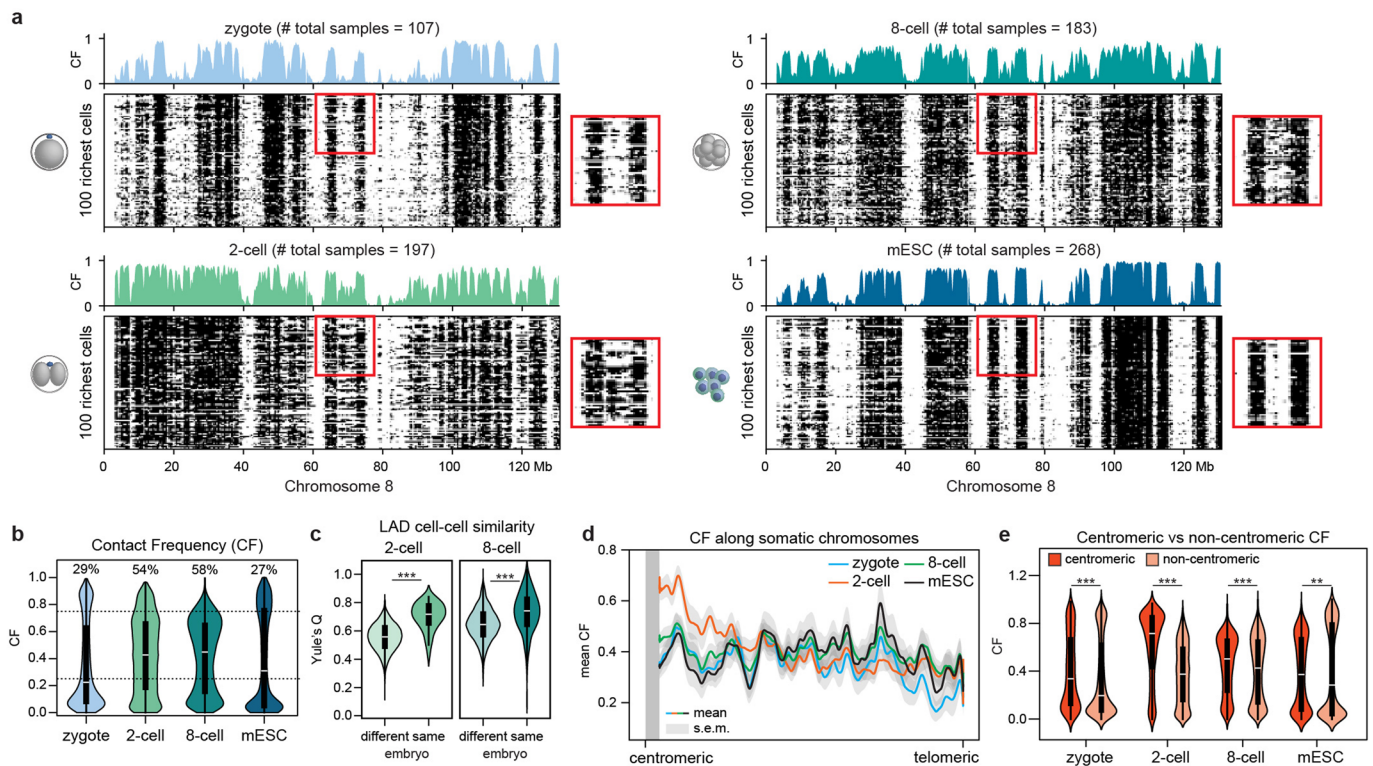 a
zygote (# total samples = 107)
1
CF
0
100 richest cells
8-cell (# total samples = 183)
1
CF
0
100 richest cells
2-cell (# total samples = 197)
1
CF
0
100 richest cells
0 20 40 60 80 100 120 Mb
Chromosome 8
mESC (# total samples = 268)
1
CF
0
100 richest cells
0 20 40 60 80 100 120 Mb
Chromosome 8
b
Contact Frequency (CF)
29% 54% 58% 27%
CF
1.0
0.8
0.6
0.4
0.2
0.0
zygote 2-cell 8-cell mESC
c
LAD cell-cell similarity
2-cell 8-cell
*** ***
Yule's Q
1.0
0.8
0.6
0.4
0.2
0.0
different same different same
embryo embryo
d
CF along somatic chromosomes
zygote 8-cell
2-cell mESC
mean CF
0.8
0.6
0.4
0.2
mean
s.e.m.
centromeric telomeric
e
Centromeric vs non-centromeric CF
centromeric non-centromeric
*** *** *** **
CF
1.2
0.8
0.4
0.0
zygote 2-cell 8-cell mESC